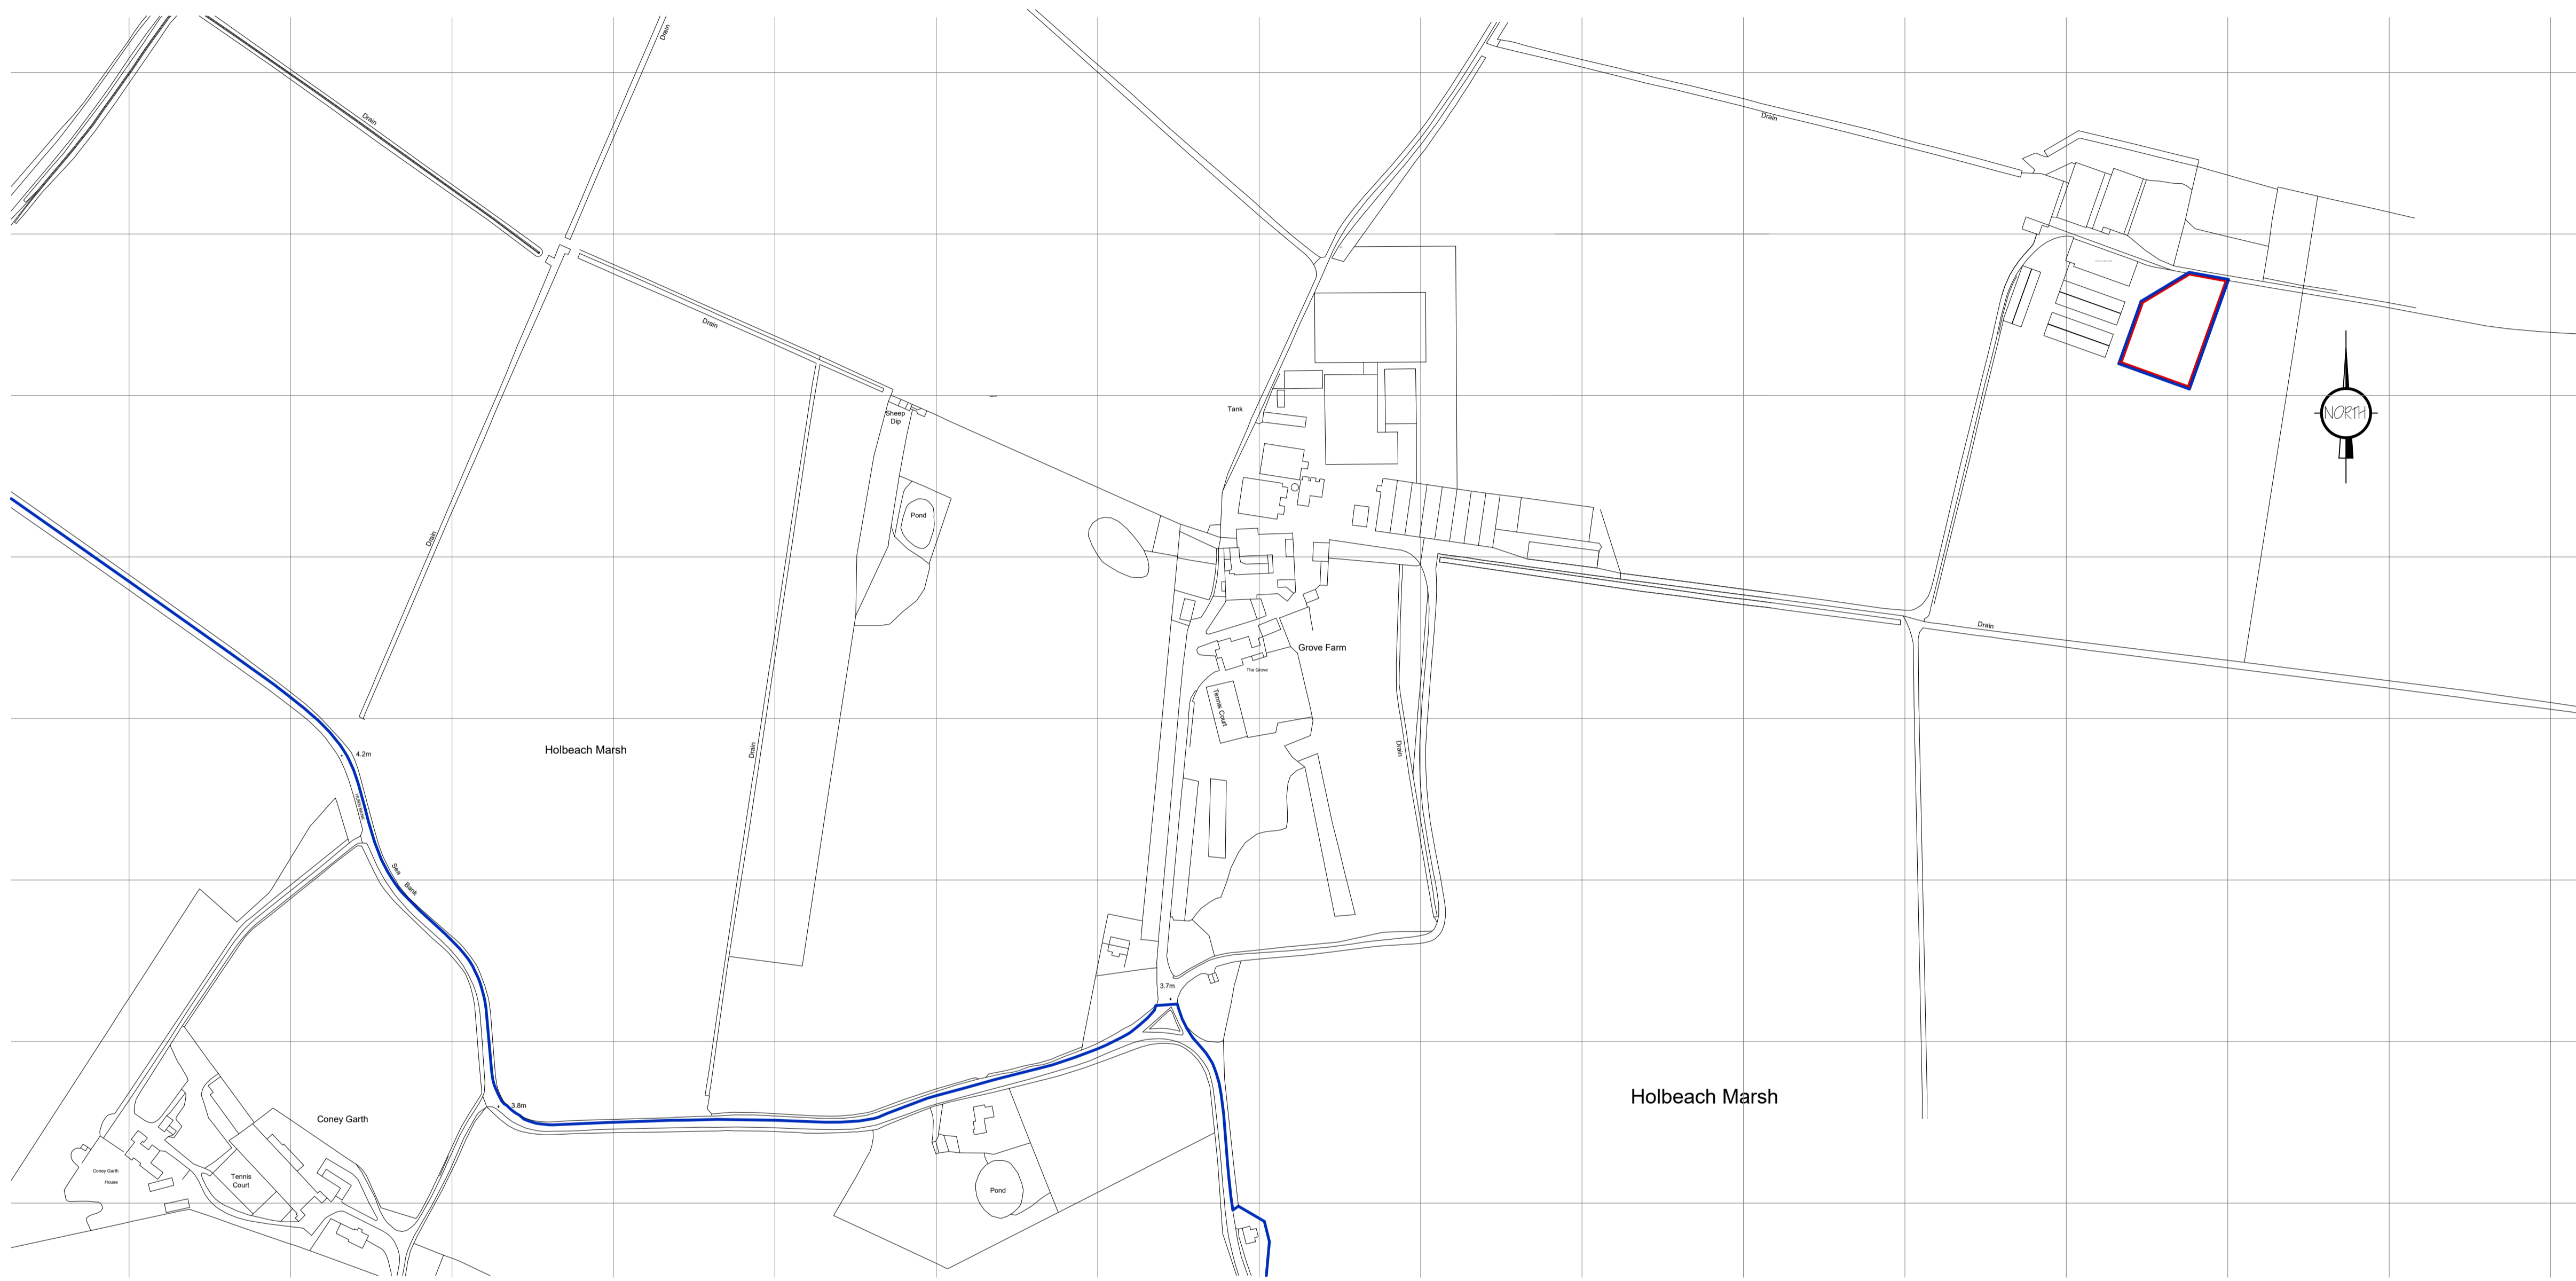 Drain
Drain
Drain
Drain
Sheep
Dip
Tank
NORTH
Pond
Drain
Drain
Grove Farm
The Grove
Tennis Court
Holbeach Marsh
4.2m
Drain
Drain
Sea
Bank
3.7m
Holbeach Marsh
3.8m
Coney Garth
Coney Garth
House
Tennis
Court
Pond